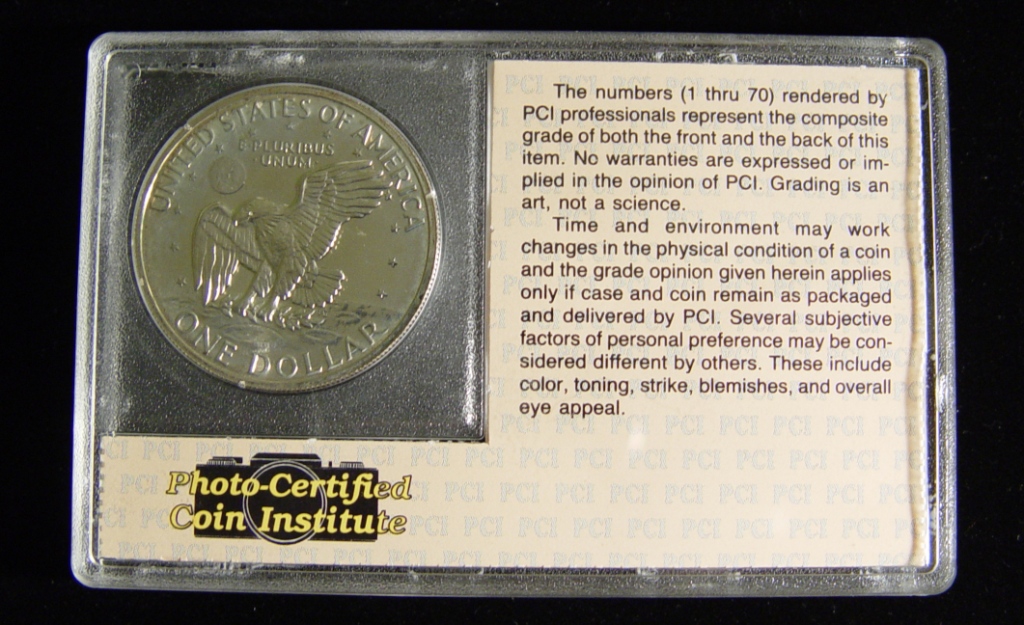 UNITED STATES OF AMERICA
E PLURIBUS
UNUM
ONE DOLLAR
The numbers (1 thru 70) rendered by
PCI professionals represent the composite
grade of both the front and the back of this
item. No warranties are expressed or im-
plied in the opinion of PCI. Grading is an
art, not a science.
Time and environment may work
changes in the physical condition of a coin
and the grade opinion given herein applies
only if case and coin remain as packaged
and delivered by PCI. Several subjective
factors of personal preference may be con-
sidered different by others. These include
color, toning, strike, blemishes, and overall
eye appeal.
Photo-Certified
Coin Institute